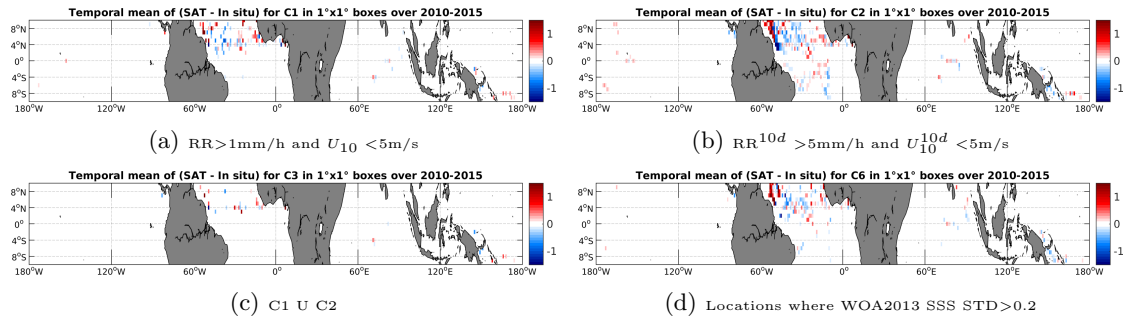 Temporal mean of (SAT - In situ) for C1 in 1°x1° boxes over 2010-2015
8°N
4°N
0°
4°S
8°S
180°W 120°W 60°W 0° 60°E 120°E 180°W
1
0
-1
(a) RR>1mm/h and U10 <5m/s
Temporal mean of (SAT - In situ) for C2 in 1°x1° boxes over 2010-2015
8°N
4°N
0°
4°S
8°S
180°W 120°W 60°W 0° 60°E 120°E 180°W
1
0
-1
(b) RR^10d >5mm/h and U10^10d <5m/s
Temporal mean of (SAT - In situ) for C3 in 1°x1° boxes over 2010-2015
8°N
4°N
0°
4°S
8°S
180°W 120°W 60°W 0° 60°E 120°E 180°W
1
0
-1
(c) C1 U C2
Temporal mean of (SAT - In situ) for C6 in 1°x1° boxes over 2010-2015
8°N
4°N
0°
4°S
8°S
180°W 120°W 60°W 0° 60°E 120°E 180°W
1
0
-1
(d) Locations where WOA2013 SSS STD>0.2